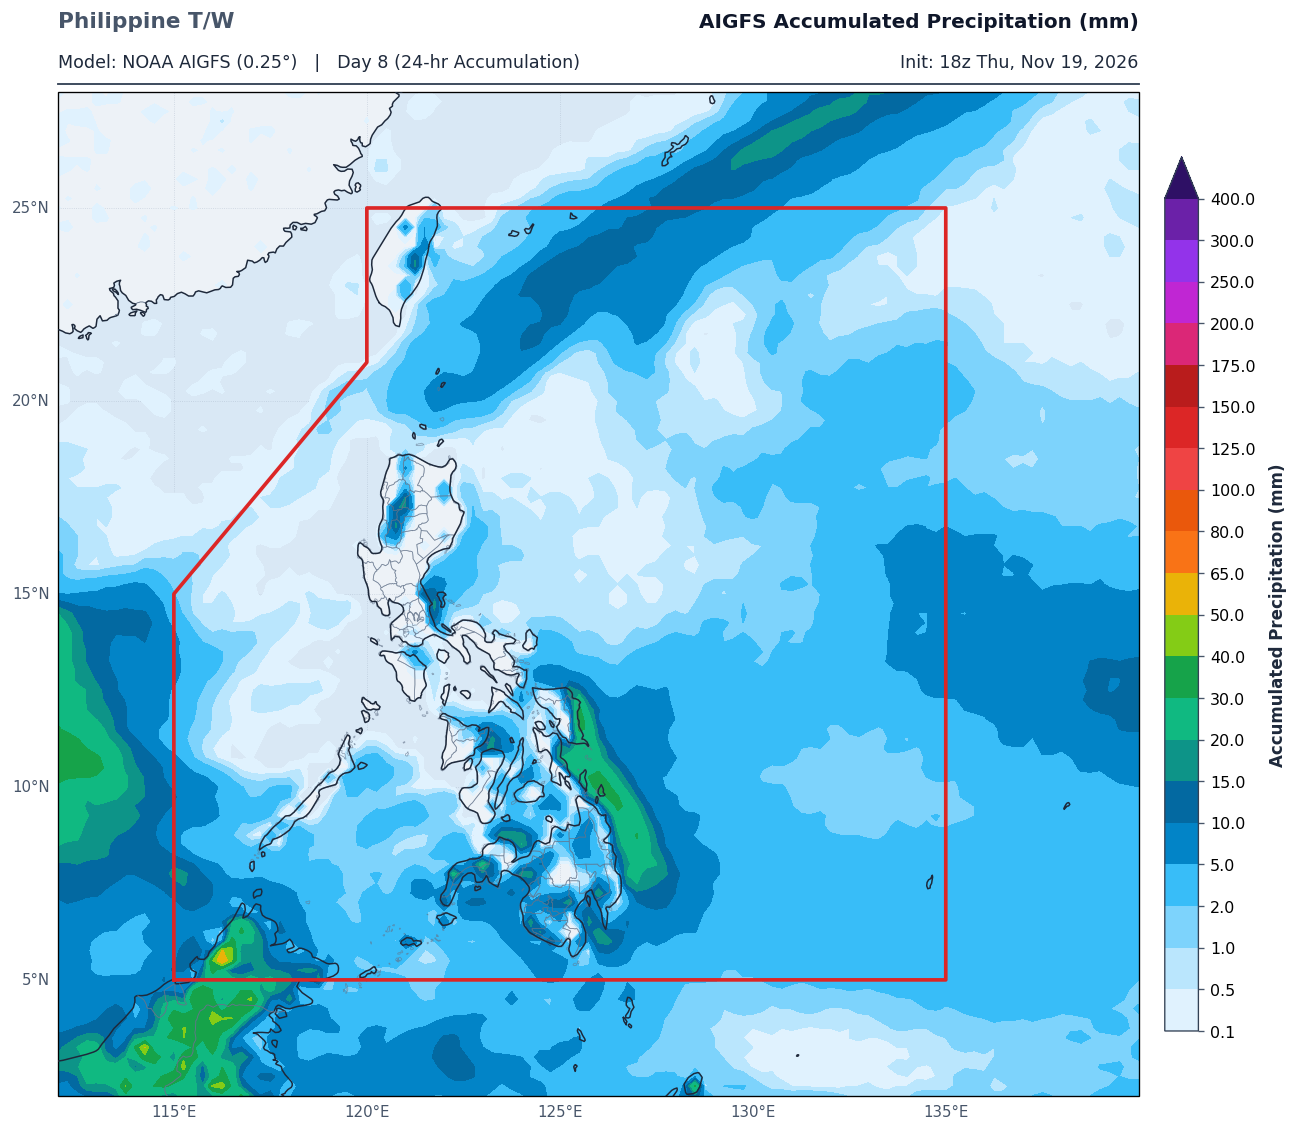 Philippine T/W
AIGFS Accumulated Precipitation (mm)
Model: NOAA AIGFS (0.25°) | Day 8 (24-hr Accumulation)
Init: 18z Thu, Nov 19, 2026
25°N
20°N
15°N
10°N
5°N
115°E
120°E
125°E
130°E
135°E
400.0
300.0
250.0
200.0
175.0
150.0
125.0
100.0
80.0
65.0
50.0
40.0
30.0
20.0
15.0
10.0
5.0
2.0
1.0
0.5
0.1
Accumulated Precipitation (mm)